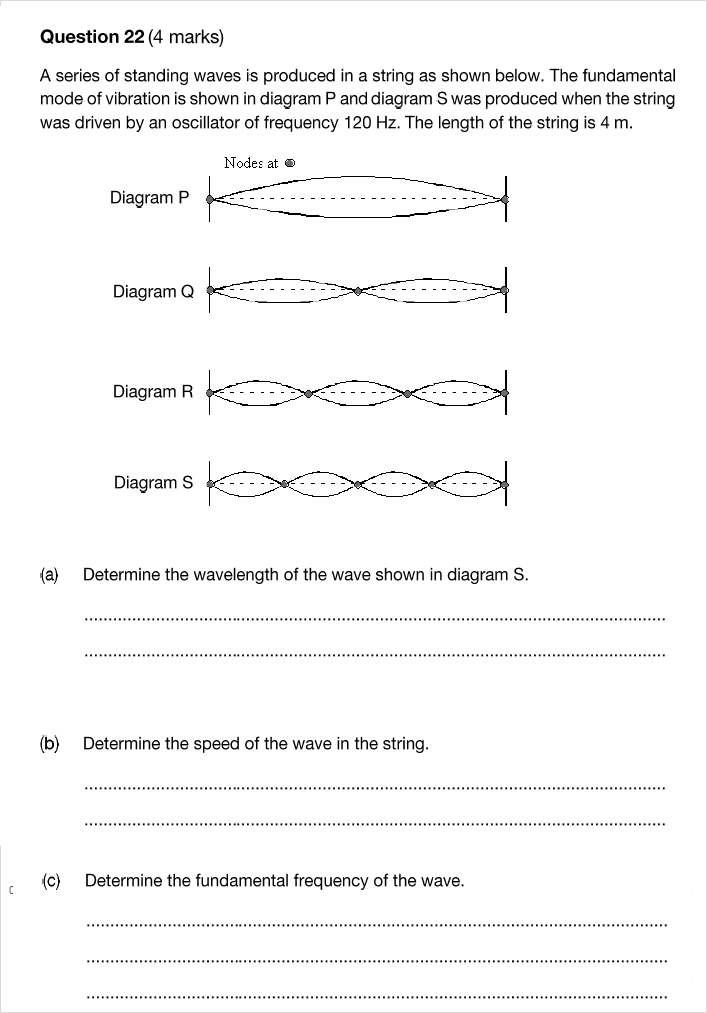 Question 22 (4 marks)
A series of standing waves is produced in a string as shown below. The fundamental
mode of vibration is shown in diagram P and diagram S was produced when the string
was driven by an oscillator of frequency 120 Hz. The length of the string is 4 m.
Nodes at
Diagram P
Diagram Q
Diagram R
Diagram S
(a) Determine the wavelength of the wave shown in diagram S.
(b) Determine the speed of the wave in the string.
(c) Determine the fundamental frequency of the wave.